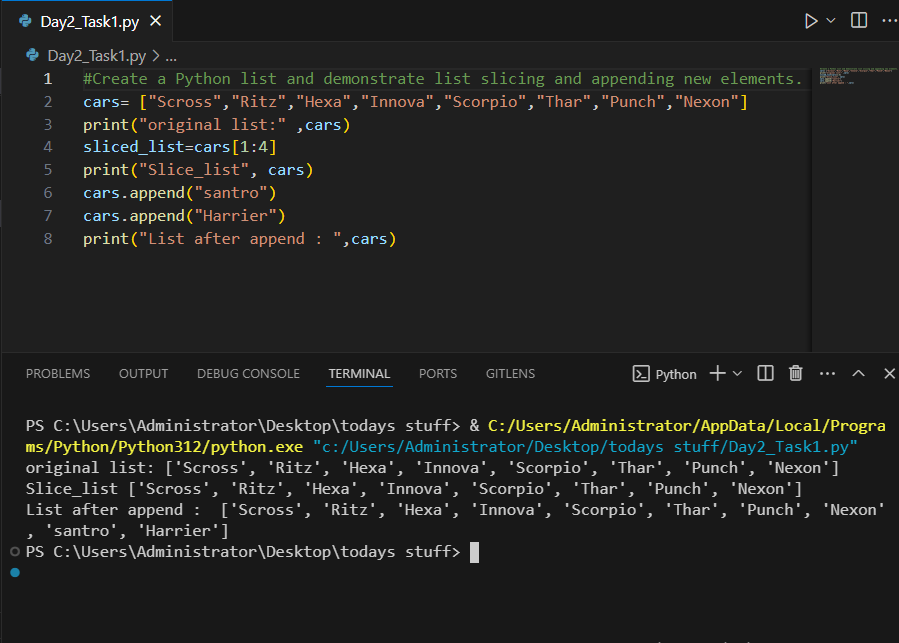 Day2_Task1.py
Day2_Task1.py > ...
1 #Create a Python list and demonstrate list slicing and appending new elements.
2 cars= ["Scross","Ritz","Hexa","Innova","Scorpio","Thar","Punch","Nexon"]
3 print("original list:" ,cars)
4 sliced_list=cars[1:4]
5 print("Slice_list", cars)
6 cars.append("santro")
7 cars.append("Harrier")
8 print("List after append : ",cars)
PROBLEMS OUTPUT DEBUG CONSOLE TERMINAL PORTS GITLENS Python
PS C:\Users\Administrator\Desktop\todays stuff> & C:/Users/Administrator/AppData/Local/Progra
ms/Python/Python312/python.exe "c:/Users/Administrator/Desktop/todays stuff/Day2_Task1.py"
original list: ['Scross', 'Ritz', 'Hexa', 'Innova', 'Scorpio', 'Thar', 'Punch', 'Nexon']
Slice_list ['Scross', 'Ritz', 'Hexa', 'Innova', 'Scorpio', 'Thar', 'Punch', 'Nexon']
List after append :  ['Scross', 'Ritz', 'Hexa', 'Innova', 'Scorpio', 'Thar', 'Punch', 'Nexon'
, 'santro', 'Harrier']
PS C:\Users\Administrator\Desktop\todays stuff>